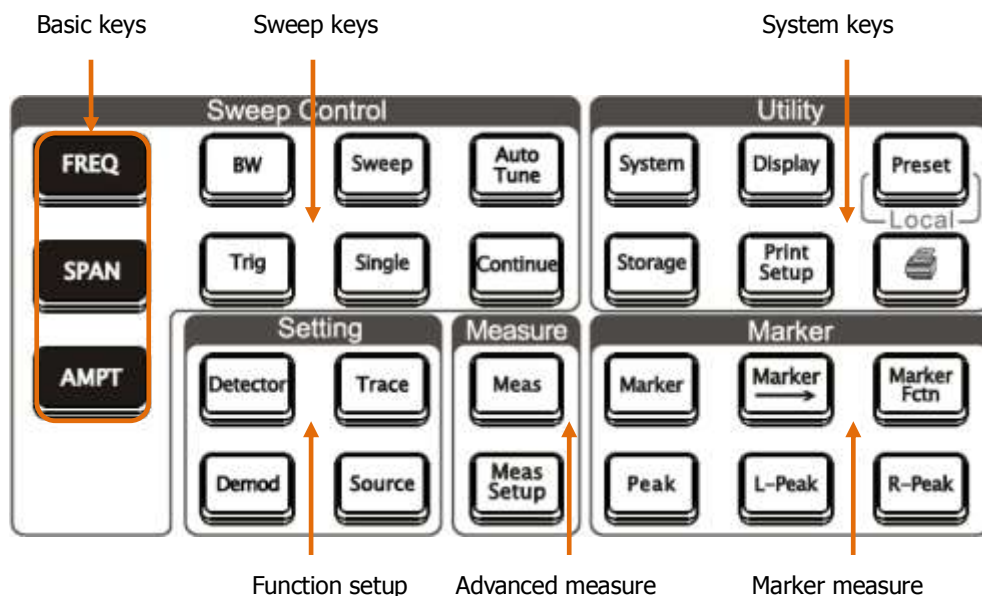 Basic keys
Sweep keys
System keys
Sweep Control
Utility
FREQ
BW
Sweep
Auto
Tune
System
Display
Preset
Local
SPAN
Trig
Single
Continue
Storage
Print
Setup
Setting
Measure
Marker
AMPT
Detector
Trace
Meas
Marker
Marker
Marker
Fctn
Demod
Source
Meas
Setup
Peak
L-Peak
R-Peak
Function setup
Advanced measure
Marker measure